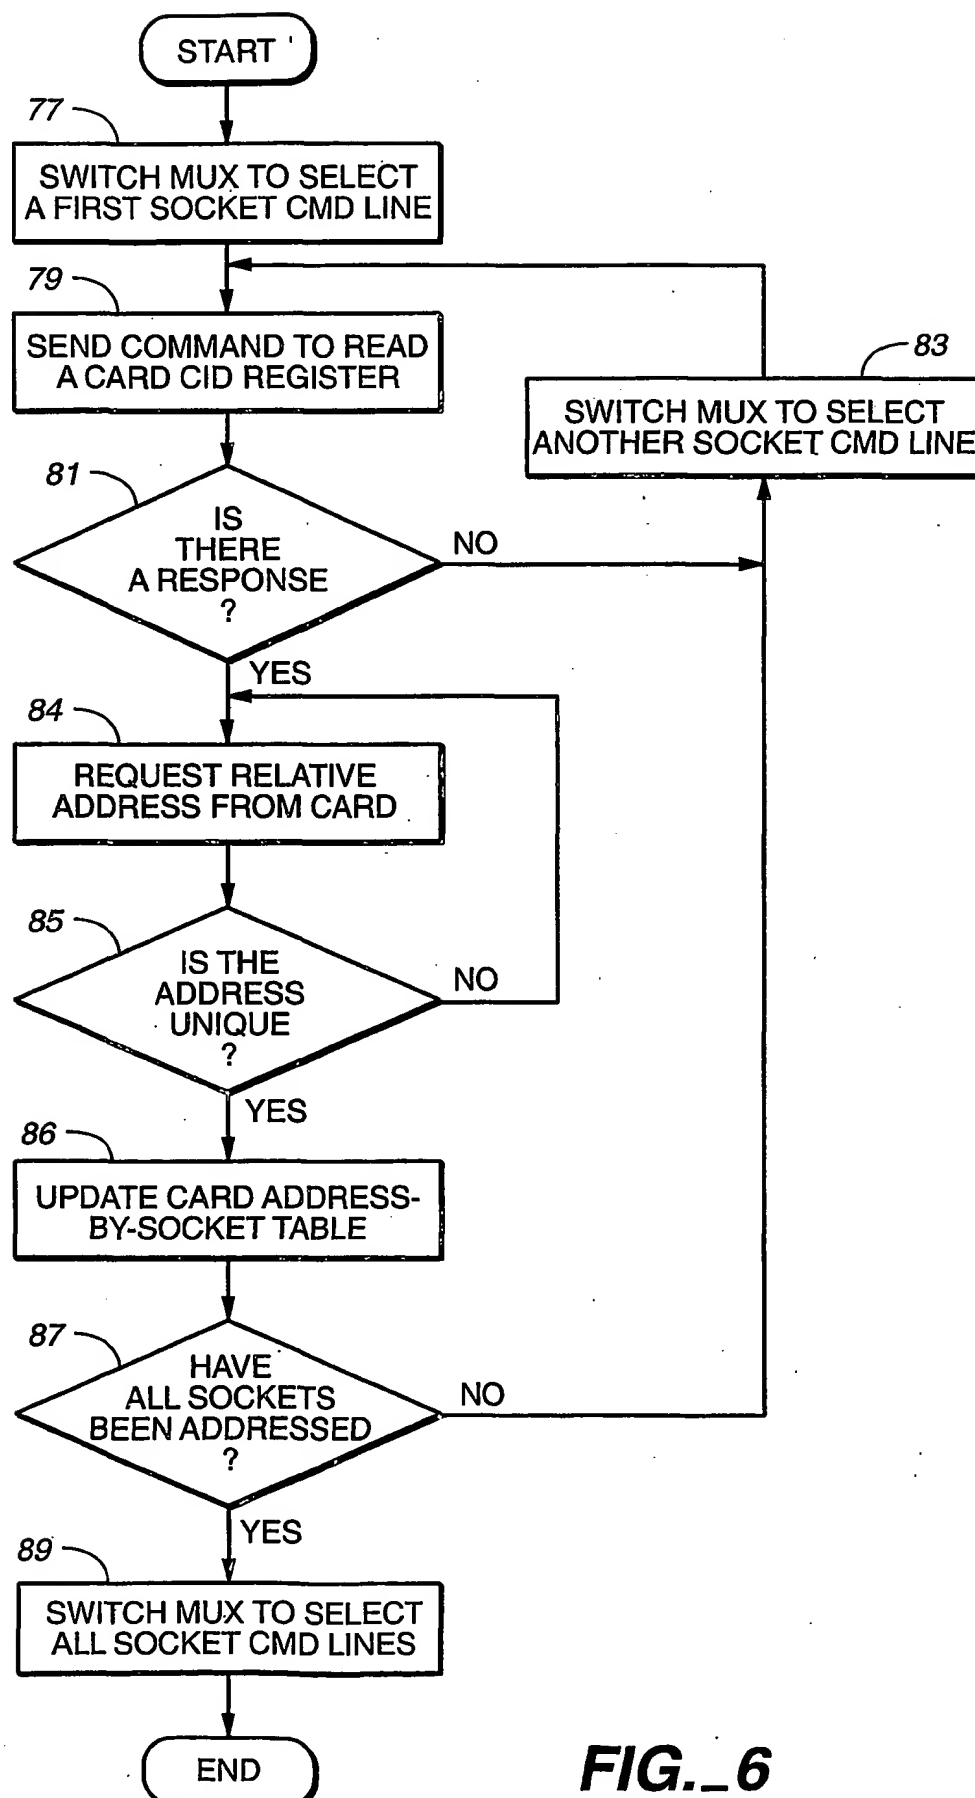 START
77
SWITCH MUX TO SELECT
A FIRST SOCKET CMD LINE
79
SEND COMMAND TO READ
A CARD CID REGISTER
83
SWITCH MUX TO SELECT
ANOTHER SOCKET CMD LINE
81
IS
THERE
A RESPONSE
?
NO
YES
84
REQUEST RELATIVE
ADDRESS FROM CARD
85
IS THE
ADDRESS
UNIQUE
?
NO
YES
86
UPDATE CARD ADDRESS-
BY-SOCKET TABLE
87
HAVE
ALL SOCKETS
BEEN ADDRESSED
?
NO
YES
89
SWITCH MUX TO SELECT
ALL SOCKET CMD LINES
END
FIG._6